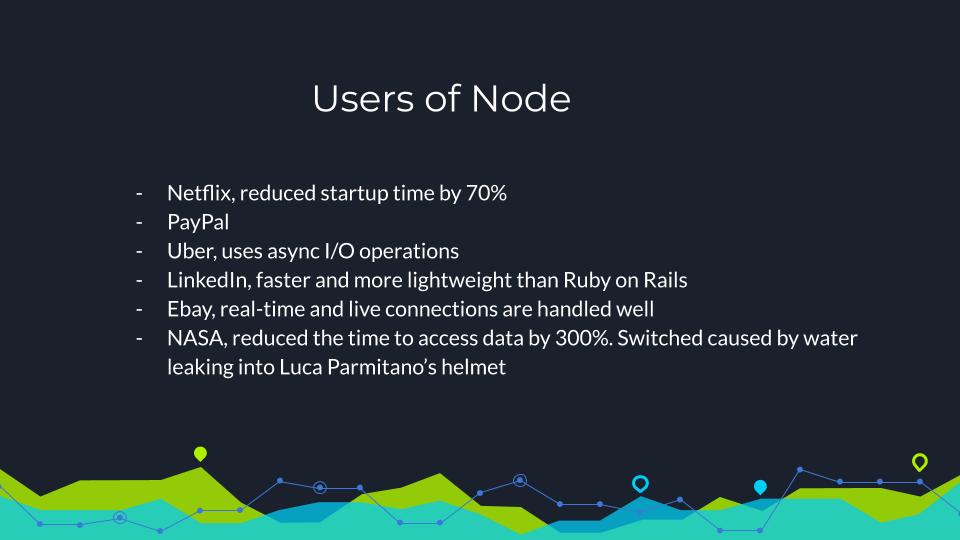 Users of Node
- Netflix, reduced startup time by 70%
- PayPal
- Uber, uses async I/O operations
- LinkedIn, faster and more lightweight than Ruby on Rails
- Ebay, real-time and live connections are handled well
- NASA, reduced the time to access data by 300%. Switched caused by water
leaking into Luca Parmitano’s helmet